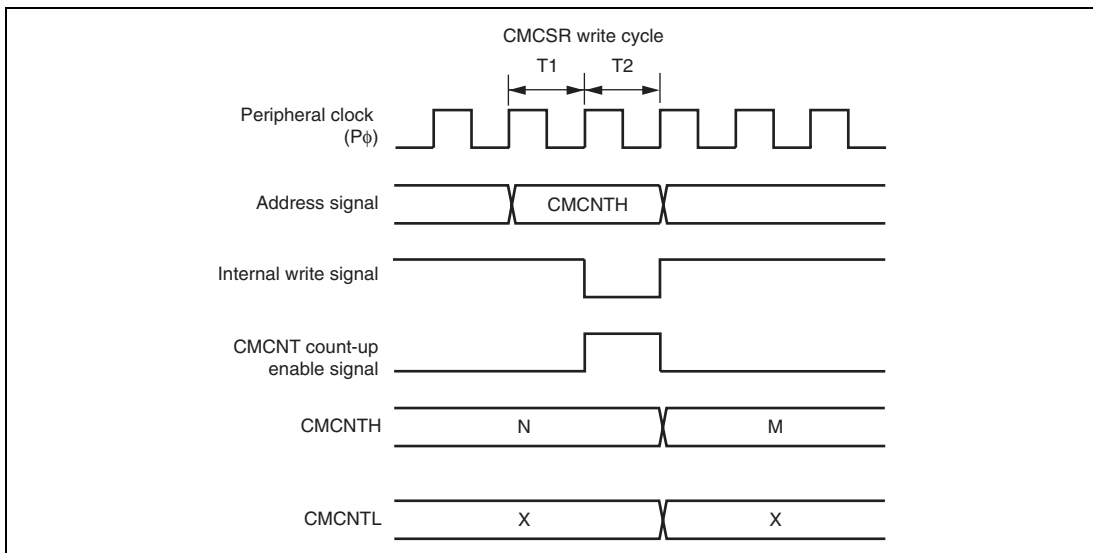 CMCSR write cycle
T1 T2
Peripheral clock
(Pϕ)
Address signal CMCNTH
Internal write signal
CMCNT count-up
enable signal
CMCNTH N M
CMCNTL X X